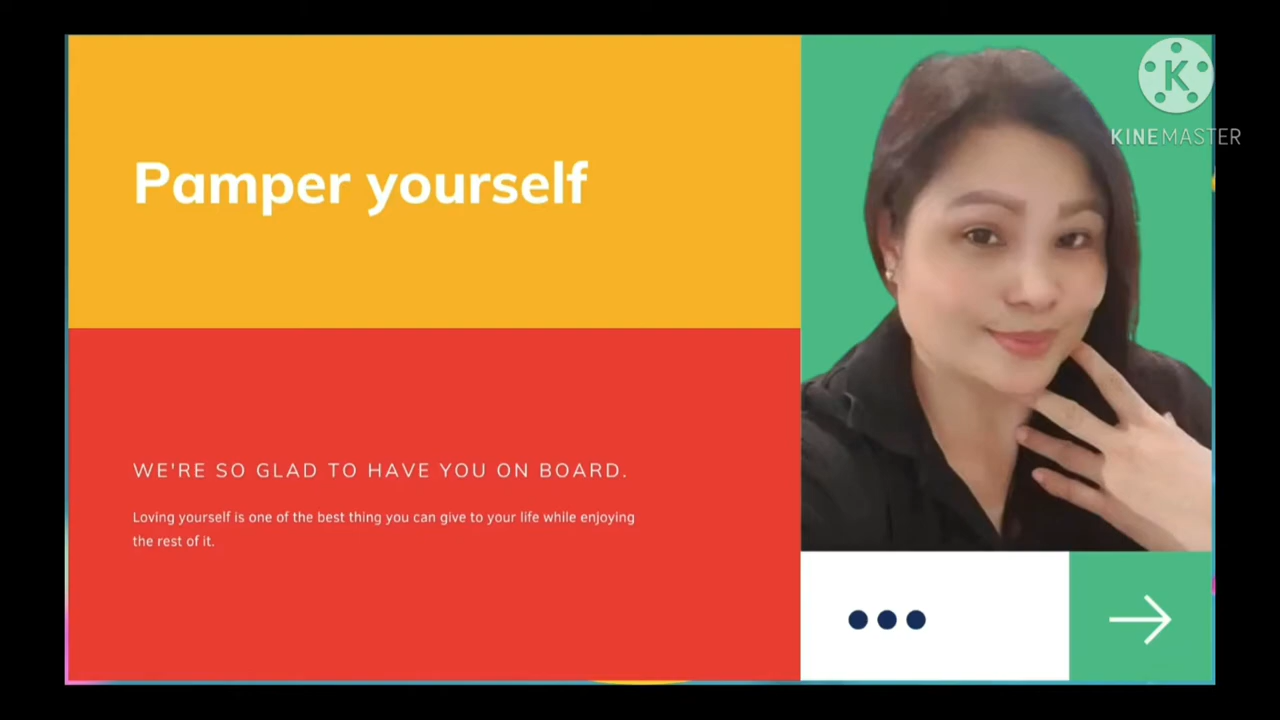 Pamper yourself
WE'RE SO GLAD TO HAVE YOU ON BOARD.
Loving yourself is one of the best thing you can give to your life while enjoying
the rest of it.
K
KINEMASTER